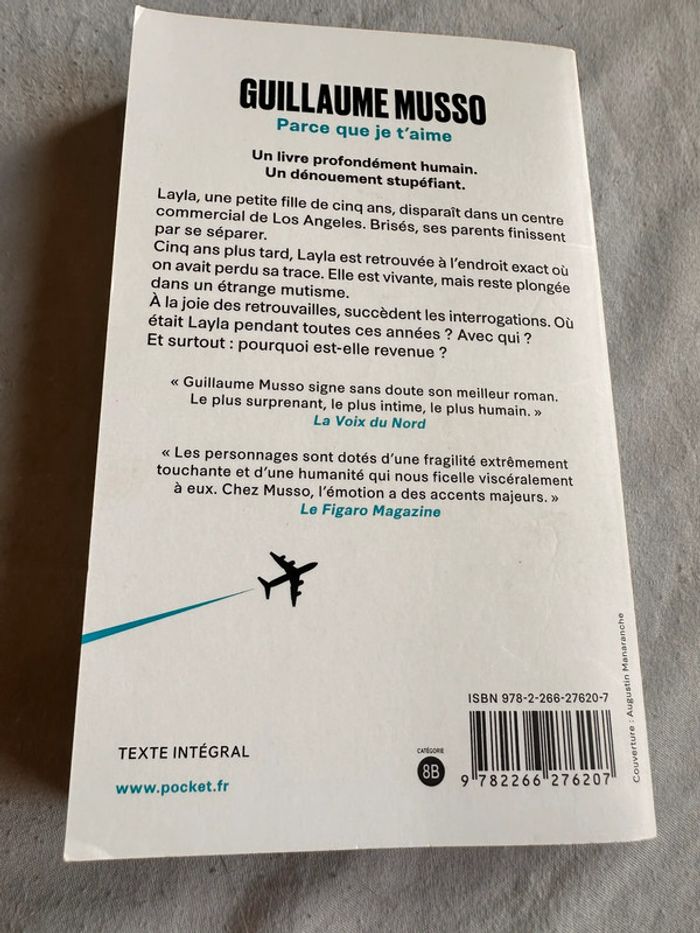 GUILLAUME MUSSO
Parce que je t'aime
Un livre profondément humain.
Un dénouement stupéfiant.
Layla, une petite fille de cinq ans, disparaît dans un centre
commercial de Los Angeles. Brisés, ses parents finissent
par se séparer.
Cinq ans plus tard, Layla est retrouvée à l'endroit exact où
on avait perdu sa trace. Elle est vivante, mais reste plongée
dans un étrange mutisme.
À la joie des retrouvailles, succèdent les interrogations. Où
était Layla pendant toutes ces années ? Avec qui ?
Et surtout : pourquoi est-elle revenue ?
« Guillaume Musso signe sans doute son meilleur roman.
Le plus surprenant, le plus intime, le plus humain. »
La Voix du Nord
« Les personnages sont dotés d'une fragilité extrêmement
touchante et d'une humanité qui nous ficelle viscéralement
à eux. Chez Musso, l'émotion a des accents majeurs. »
Le Figaro Magazine
TEXTE INTÉGRAL
www.pocket.fr
CATÉGORIE
8B
ISBN 978-2-266-27620-7
9 782266 276207
Couverture : Augustin Manaranche